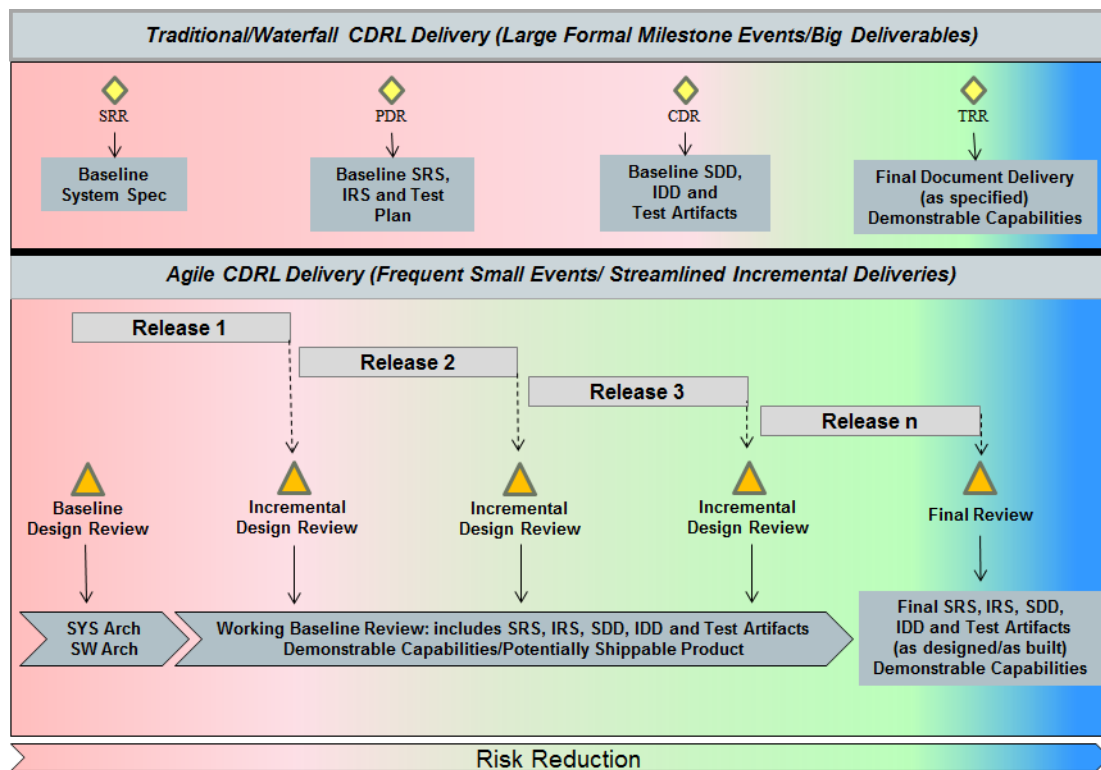 Traditional/Waterfall CDRL Delivery (Large Formal Milestone Events/Big Deliverables)
SRR
PDR
CDR
TRR
Baseline
System Spec
Baseline SRS,
IRS and Test
Plan
Baseline SDD,
IDD and
Test Artifacts
Final Document Delivery
(as specified)
Demonstrable Capabilities
Agile CDRL Delivery (Frequent Small Events/ Streamlined Incremental Deliveries)
Release 1
Release 2
Release 3
Release n
Baseline
Design Review
Incremental
Design Review
Incremental
Design Review
Incremental
Design Review
Final Review
SYS Arch
SW Arch
Working Baseline Review: includes SRS, IRS, SDD, IDD and Test Artifacts
Demonstrable Capabilities/Potentially Shippable Product
Final SRS, IRS, SDD,
IDD and Test Artifacts
(as designed/as built)
Demonstrable Capabilities
Risk Reduction